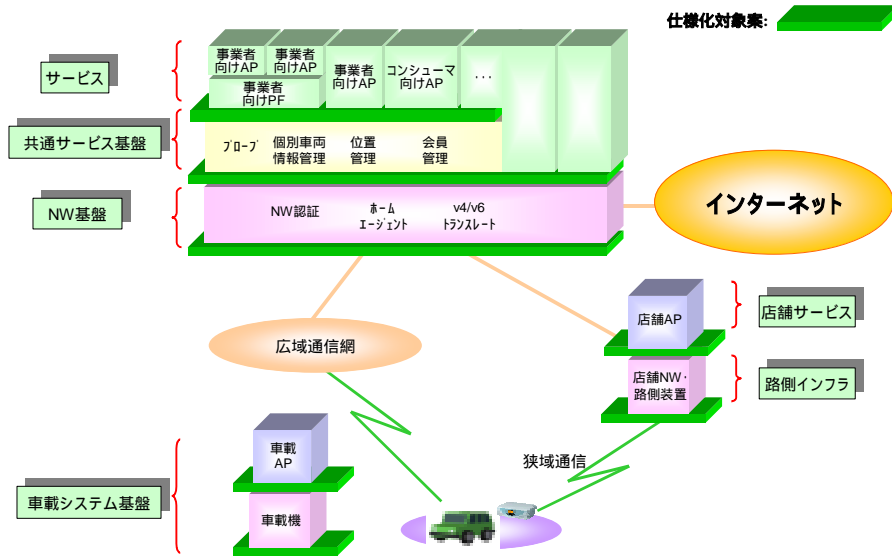 仕様化対象案:
サービス
事業者
向けAP
事業者
向けAP
事業者
向けPF
事業者
向けAP
コンシューマ
向けAP
...
共通サービス基盤
プローブ
個別車両
情報管理
位置
管理
会員
管理
NW基盤
NW認証
ホーム
エージェント
v4/v6
トランスレート
インターネット
広域通信網
店舗AP
店舗サービス
店舗NW・
路側装置
路側インフラ
車載
AP
車載機
車載システム基盤
狭域通信